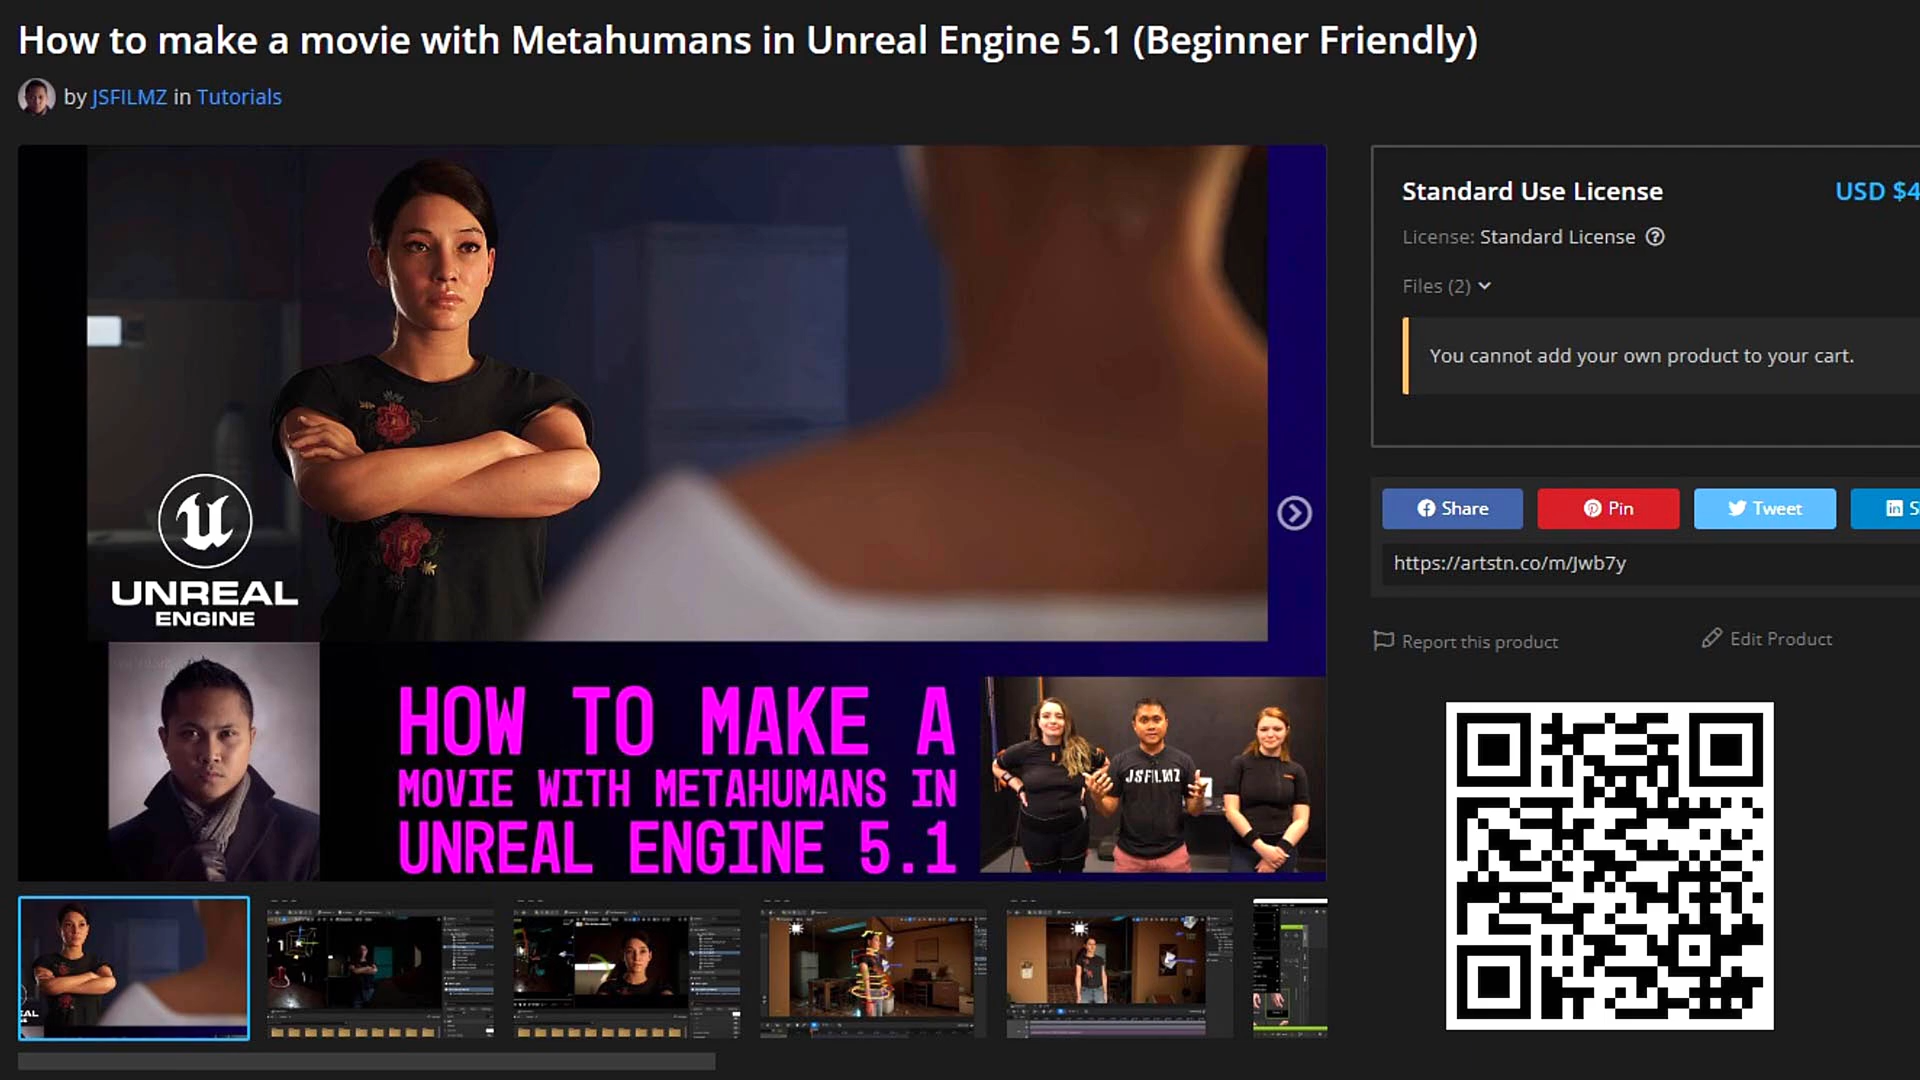 How to make a movie with Metahumans in Unreal Engine 5.1 (Beginner Friendly)
by JSFILMZ in Tutorials
UNREAL
ENGINE
HOW TO MAKE A
MOVIE WITH METAHUMANS IN
UNREAL ENGINE 5.1
JSFILMZ
Standard Use License
USD $4
License: Standard License
Files (2)
You cannot add your own product to your cart.
Share
Pin
Tweet
S
https://artstn.co/m/Jwb7y
Report this product
Edit Product